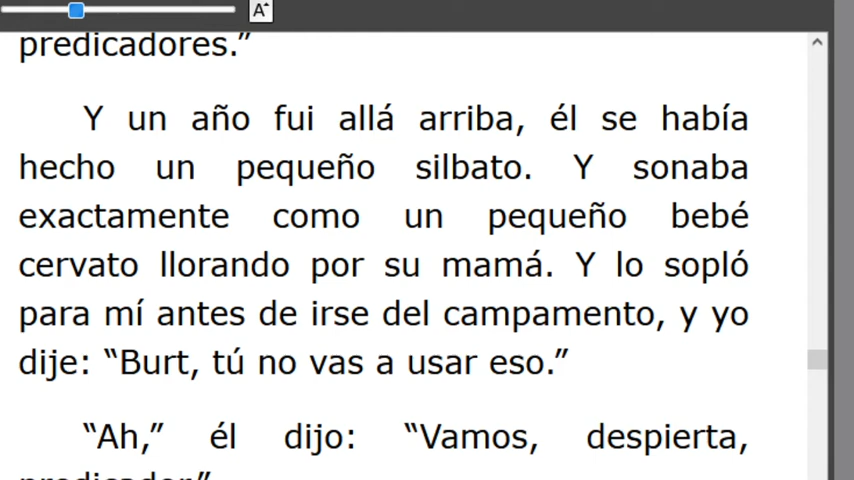 A
predicadores.”
Y un año fui allá arriba, él se había
hecho un pequeño silbato. Y sonaba
exactamente como un pequeño bebé
cervato llorando por su mamá. Y lo sopló
para mí antes de irse del campamento, y yo
dije: “Burt, tú no vas a usar eso.”
“Ah,” él dijo: “Vamos, despierta,
predicador”